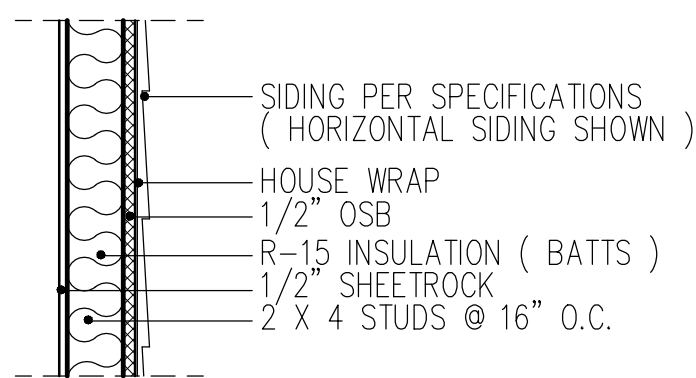 SIDING PER SPECIFICATIONS
( HORIZONTAL SIDING SHOWN )
HOUSE WRAP
1/2” OSB
R-15 INSULATION ( BATTS )
1/2” SHEETROCK
2 X 4 STUDS @ 16” O.C.